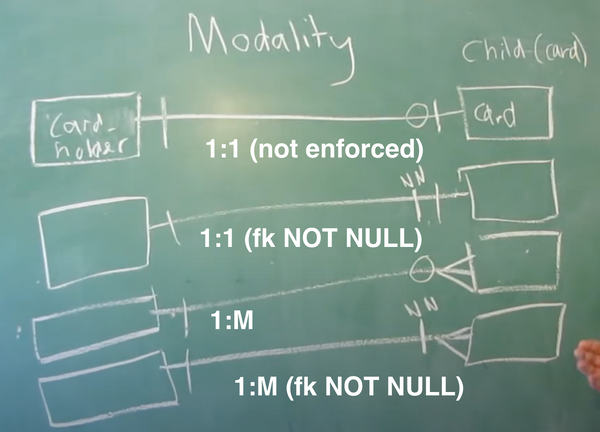 Modality
Child (card)
Card-
holder
card
1:1 (not enforced)
NN
1:1 (fk NOT NULL)
1:M
NN
1:M (fk NOT NULL)